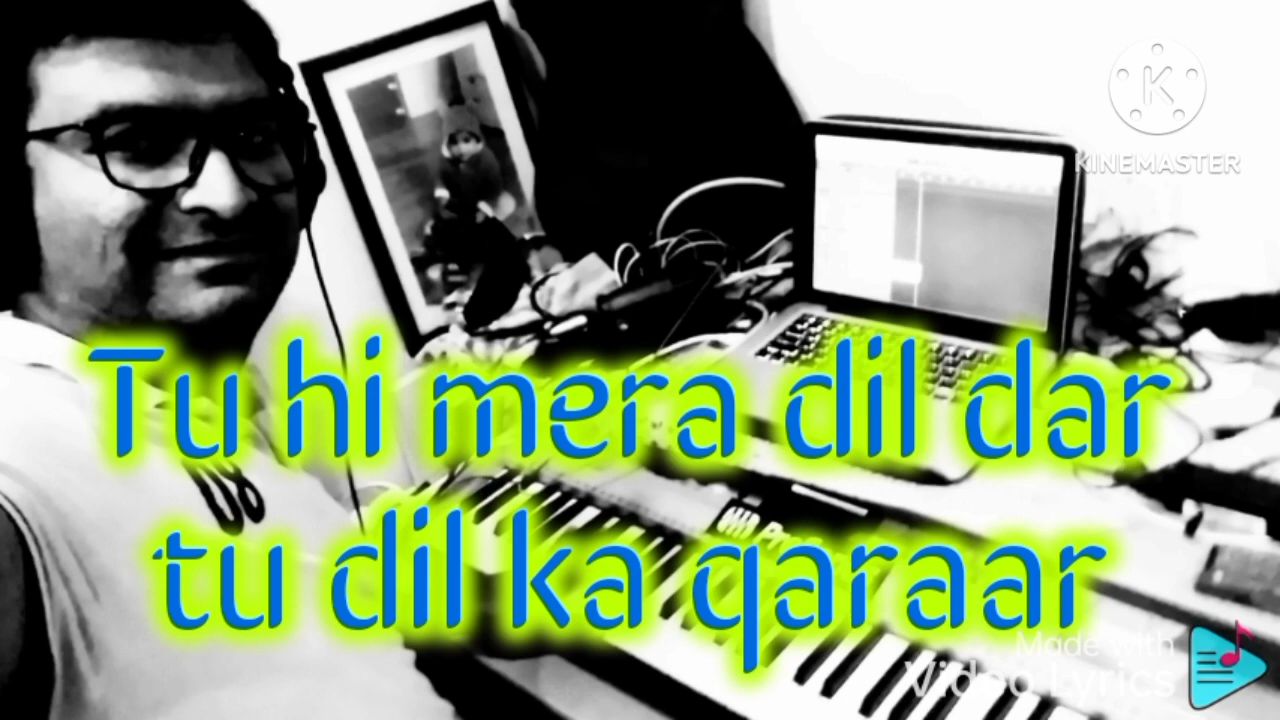 K
KINEMASTER
Tu hi mera dil dar
tu dil ka qaraar
Made with
Video Lyrics